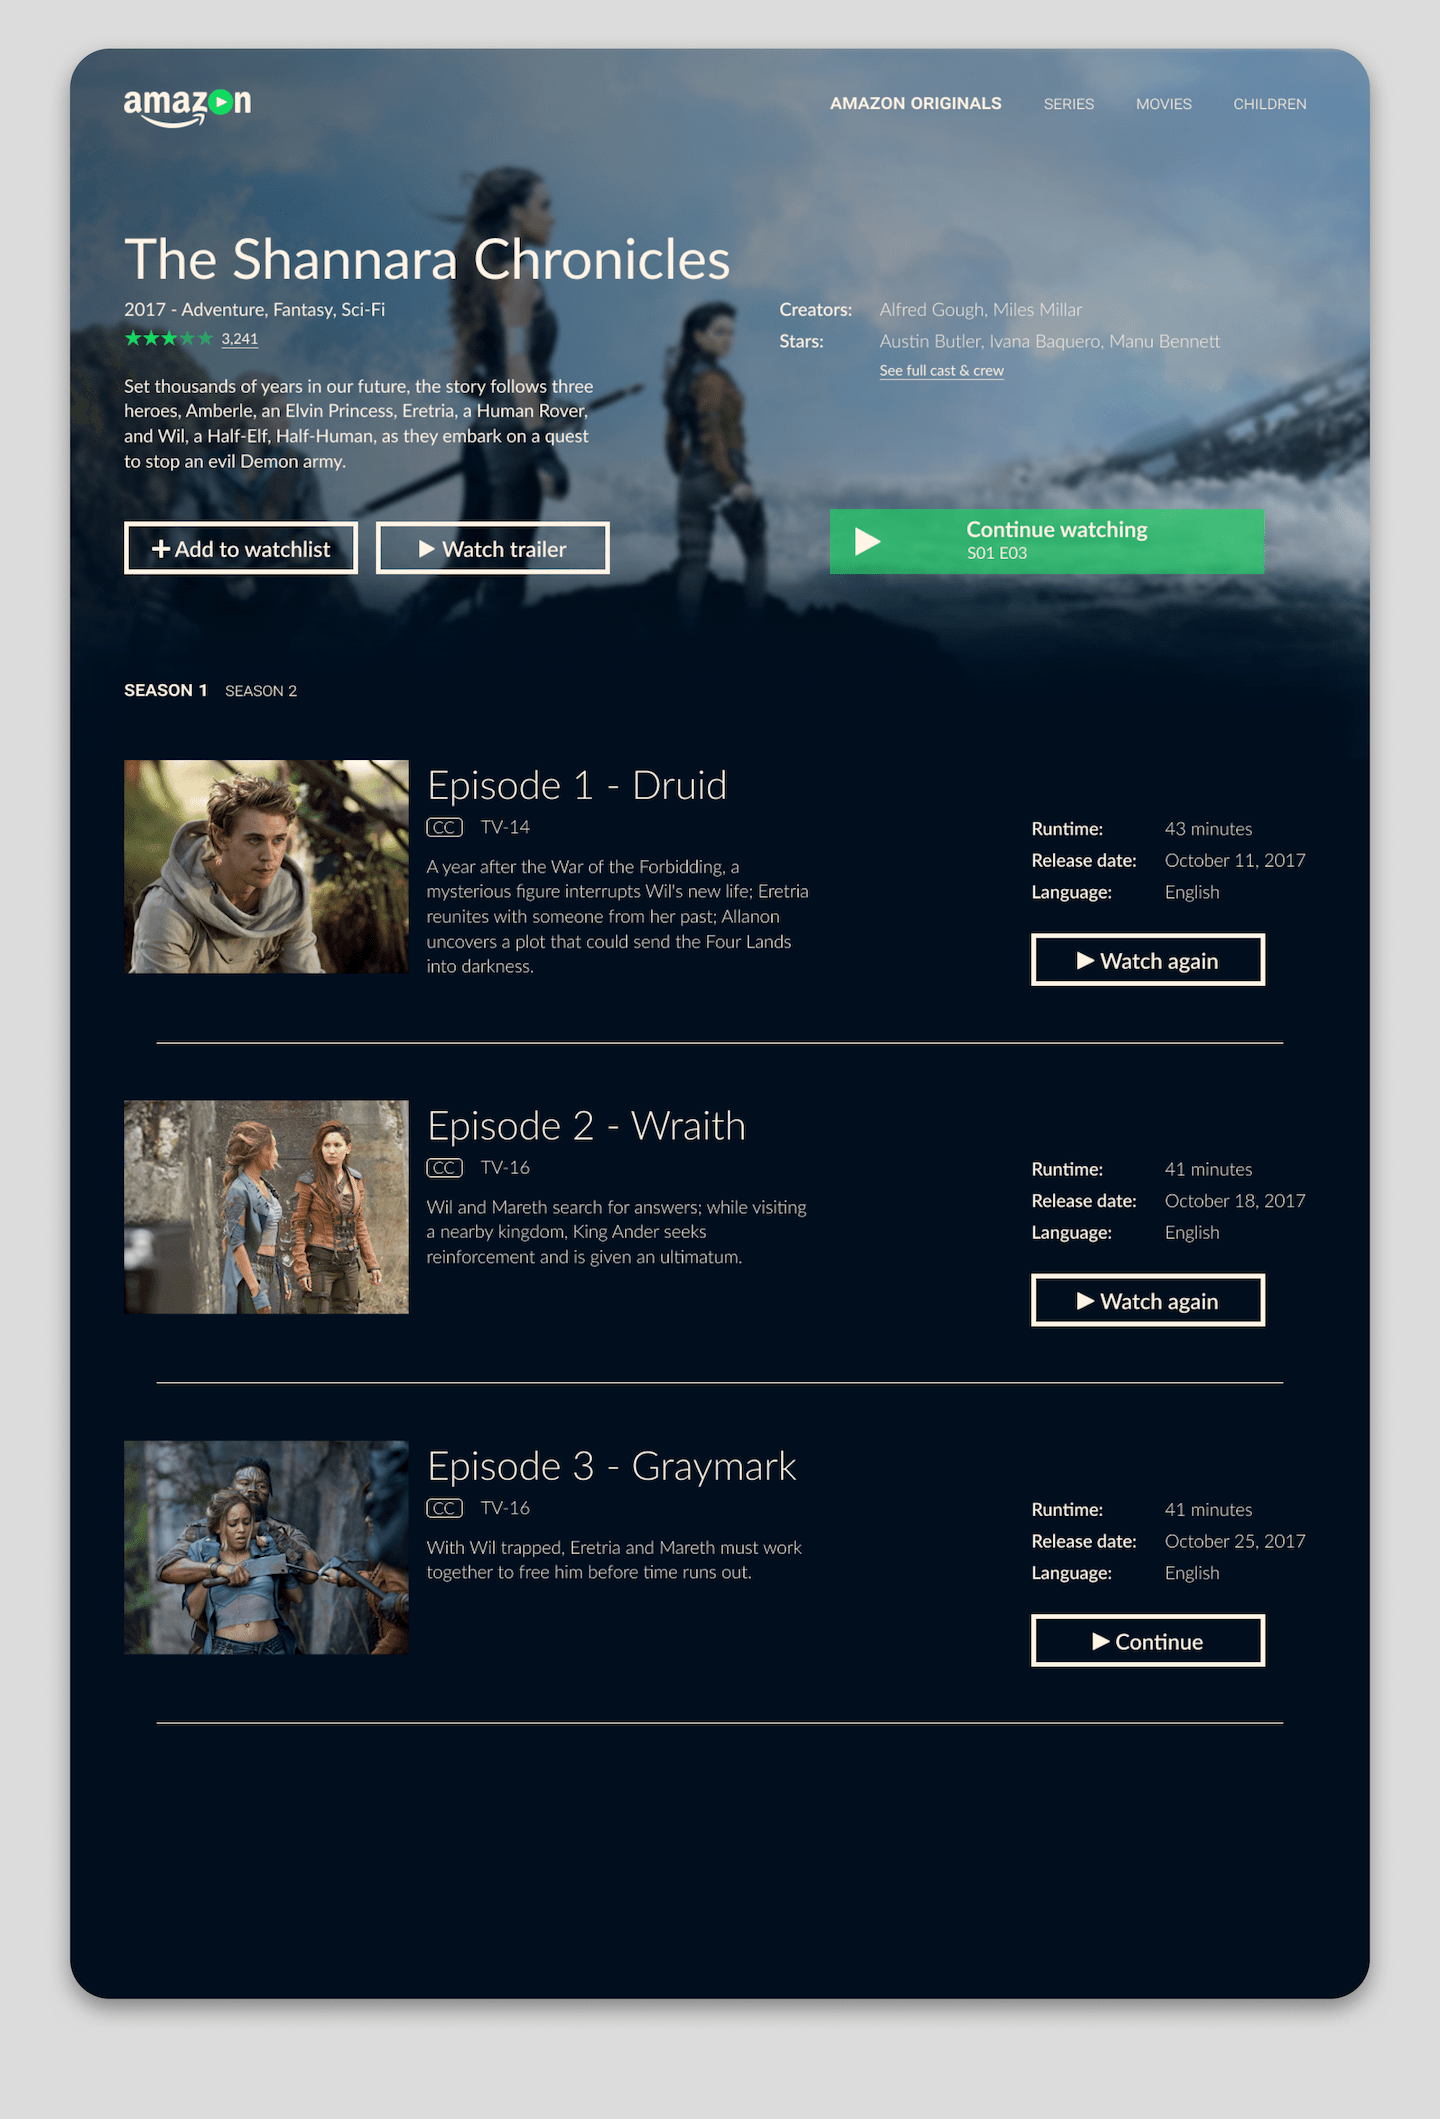 amazon
AMAZON ORIGINALS SERIES MOVIES CHILDREN
The Shannara Chronicles
2017 - Adventure, Fantasy, Sci-Fi
3,241
Creators: Alfred Gough, Miles Millar
Stars: Austin Butler, Ivana Baquero, Manu Bennett
See full cast & crew
Set thousands of years in our future, the story follows three
heroes, Amberle, an Elvin Princess, Eretria, a Human Rover,
and Wil, a Half-Elf, Half-Human, as they embark on a quest
to stop an evil Demon army.
Add to watchlist
Watch trailer
Continue watching
S01 E03
SEASON 1 SEASON 2
Episode 1 - Druid
CC TV-14
A year after the War of the Forbidding, a
mysterious figure interrupts Wil's new life; Eretria
reunites with someone from her past; Allanon
uncovers a plot that could send the Four Lands
into darkness.
Runtime: 43 minutes
Release date: October 11, 2017
Language: English
Watch again
Episode 2 - Wraith
CC TV-16
Wil and Mareth search for answers; while visiting
a nearby kingdom, King Ander seeks
reinforcement and is given an ultimatum.
Runtime: 41 minutes
Release date: October 18, 2017
Language: English
Watch again
Episode 3 - Graymark
CC TV-16
With Wil trapped, Eretria and Mareth must work
together to free him before time runs out.
Runtime: 41 minutes
Release date: October 25, 2017
Language: English
Continue